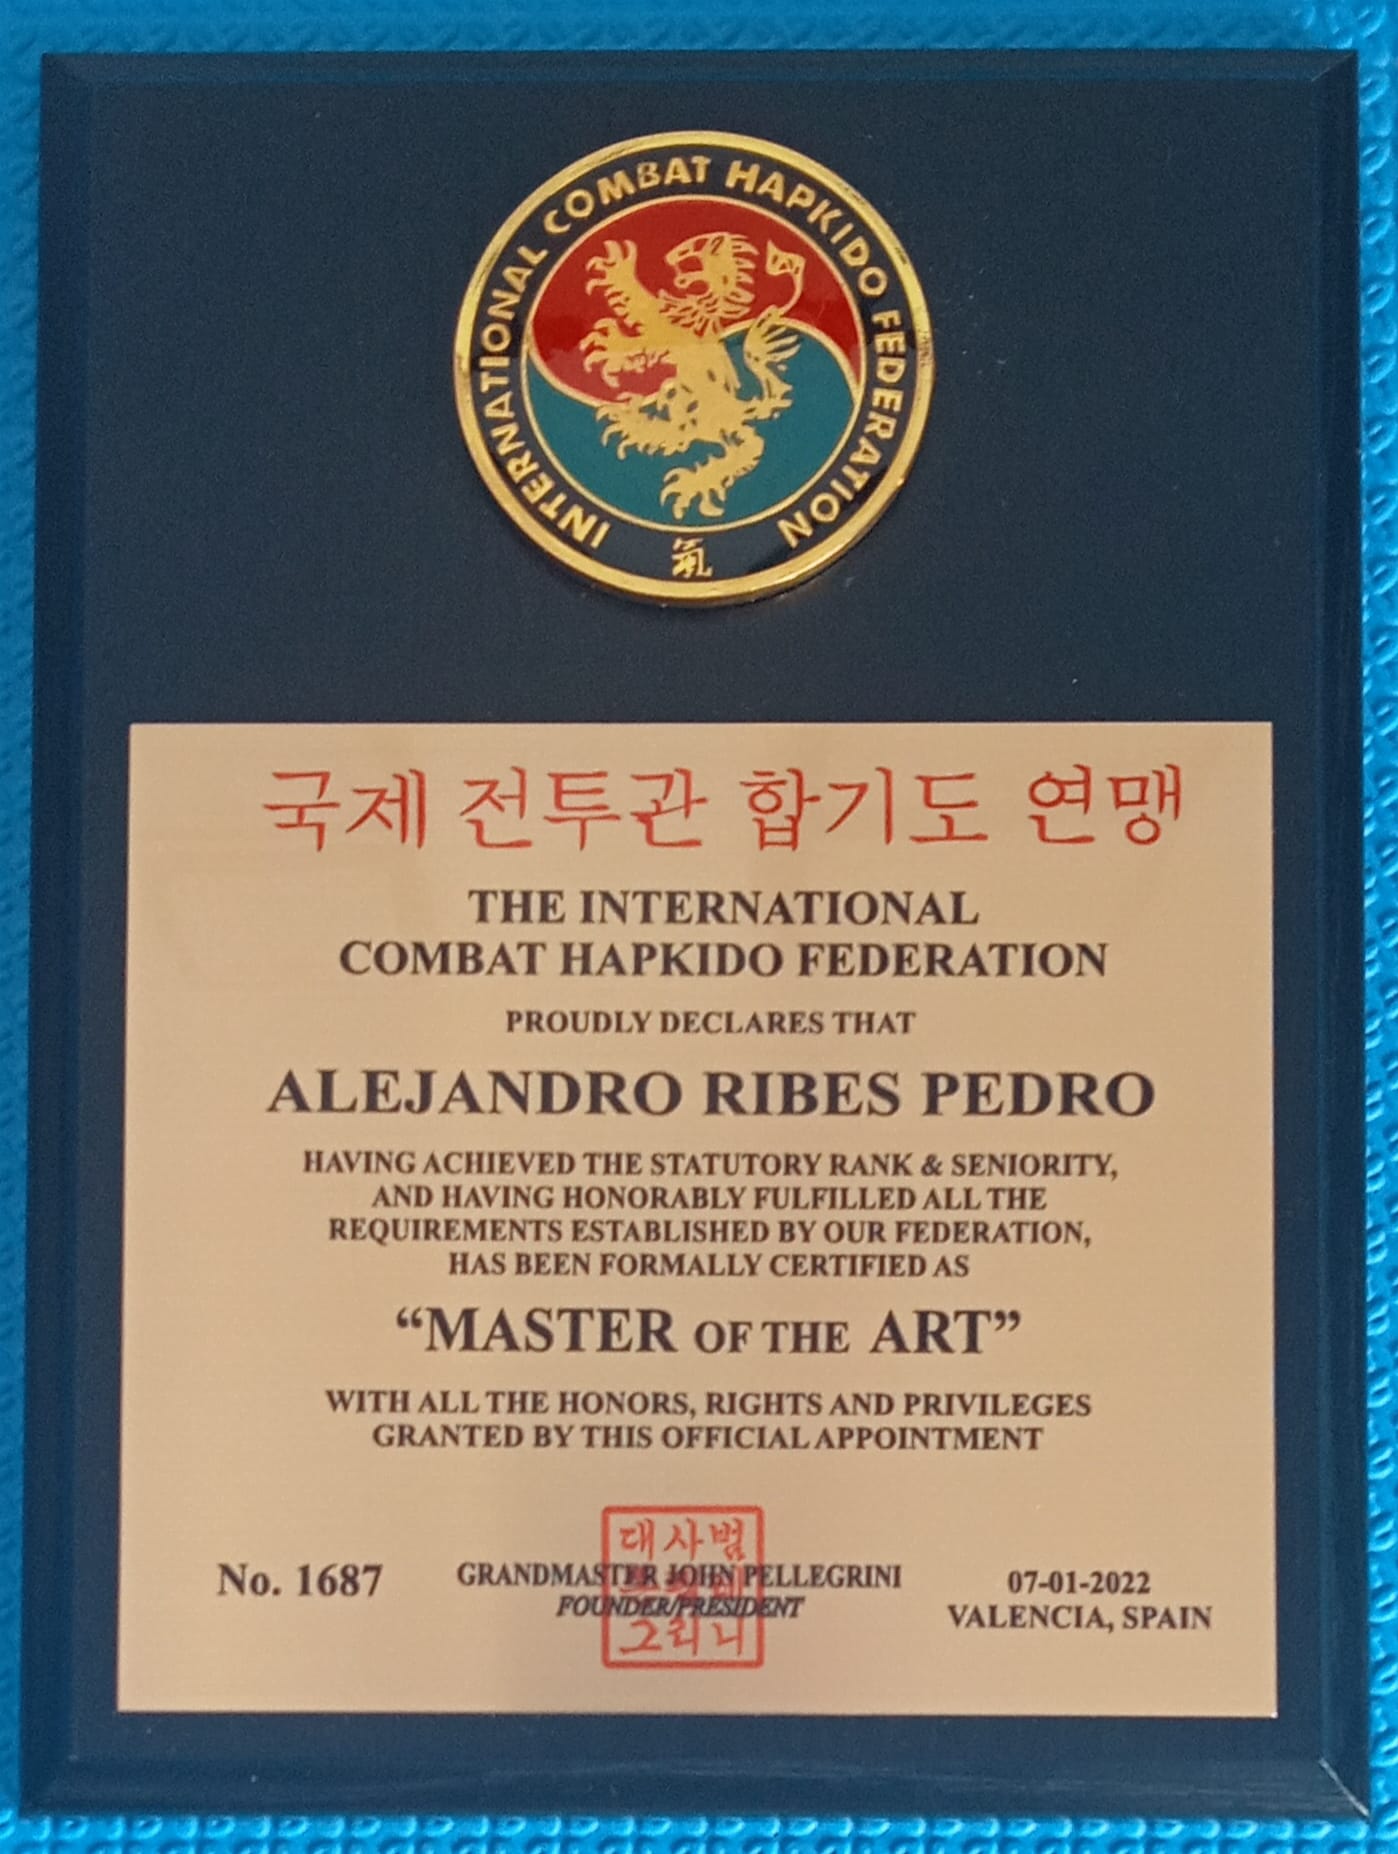 INTERNATIONAL COMBAT HAPKIDO FEDERATION
氣
국제 전투관 합기도 연맹
THE INTERNATIONAL
COMBAT HAPKIDO FEDERATION
PROUDLY DECLARES THAT
ALEJANDRO RIBES PEDRO
HAVING ACHIEVED THE STATUTORY RANK & SENIORITY,
AND HAVING HONORABLY FULFILLED ALL THE
REQUIREMENTS ESTABLISHED BY OUR FEDERATION,
HAS BEEN FORMALLY CERTIFIED AS
“MASTER OF THE ART”
WITH ALL THE HONORS, RIGHTS AND PRIVILEGES
GRANTED BY THIS OFFICIAL APPOINTMENT
대사범
그리니
No. 1687
GRANDMASTER JOHN PELLEGRINI
FOUNDER/PRESIDENT
07-01-2022
VALENCIA, SPAIN